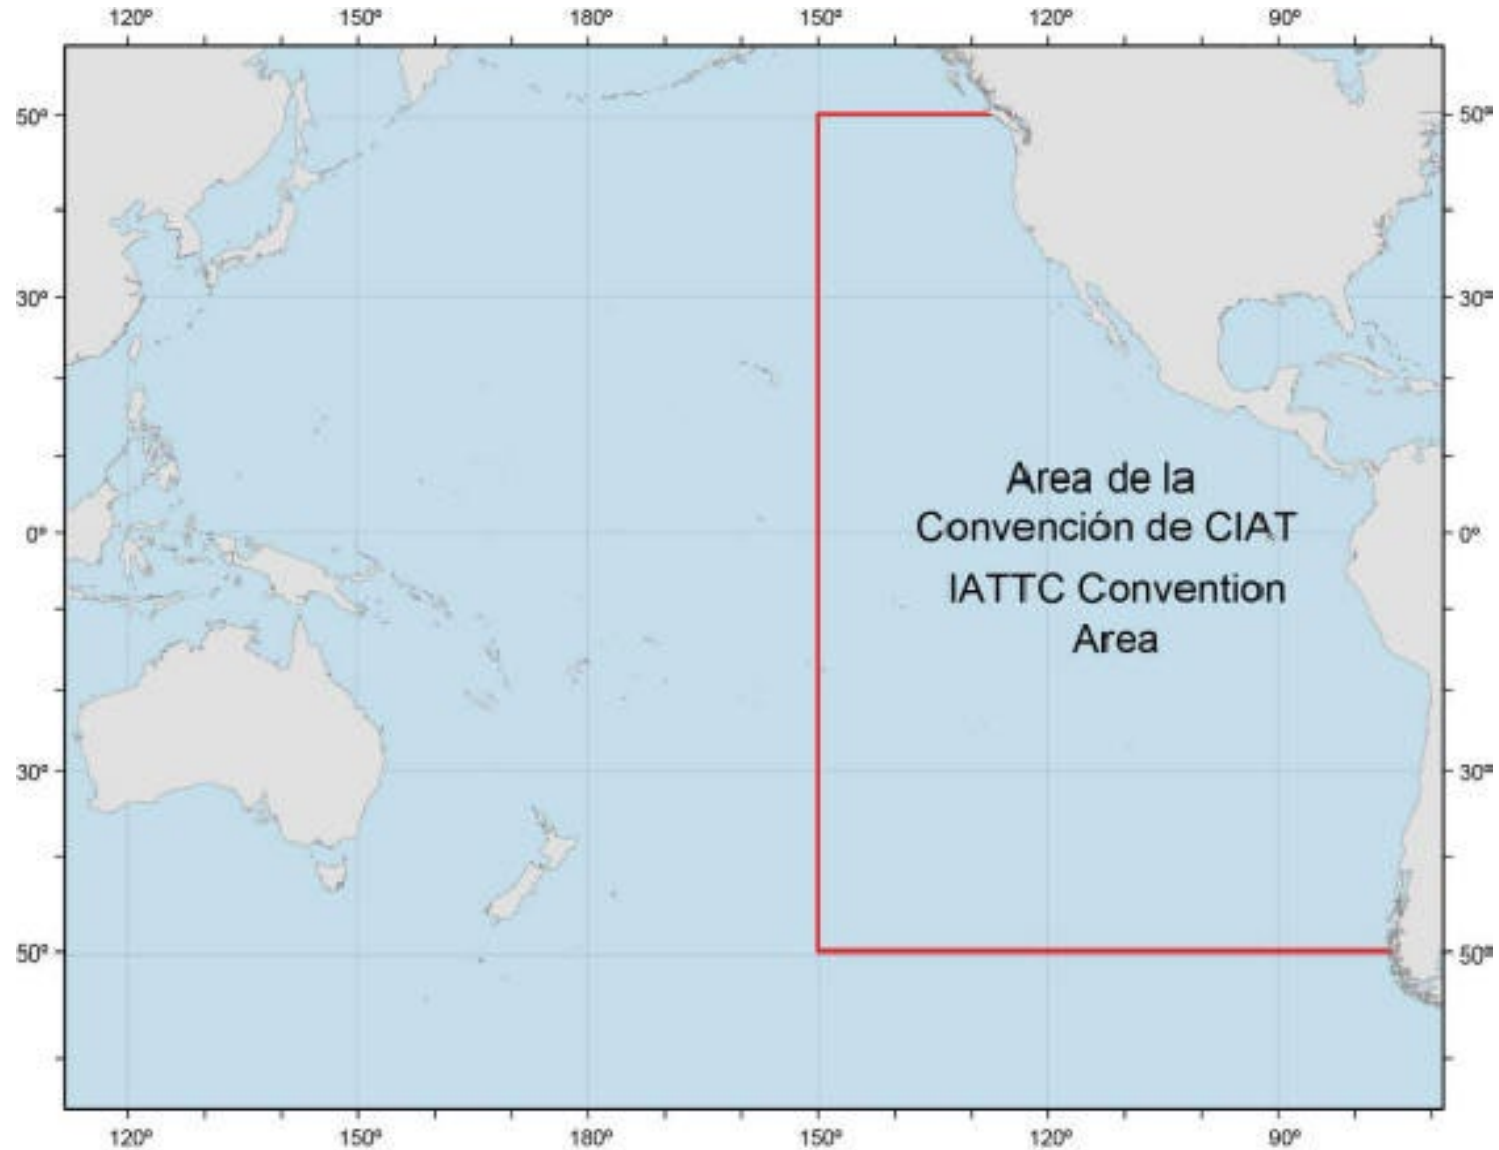 120º 150º 180º 150º 120º 90º
50º 50º
30º 30º
Area de la
Convención de CIAT
0º 0º
IATTC Convention
Area
30º 30º
50º 50º
120º 150º 180º 150º 120º 90º